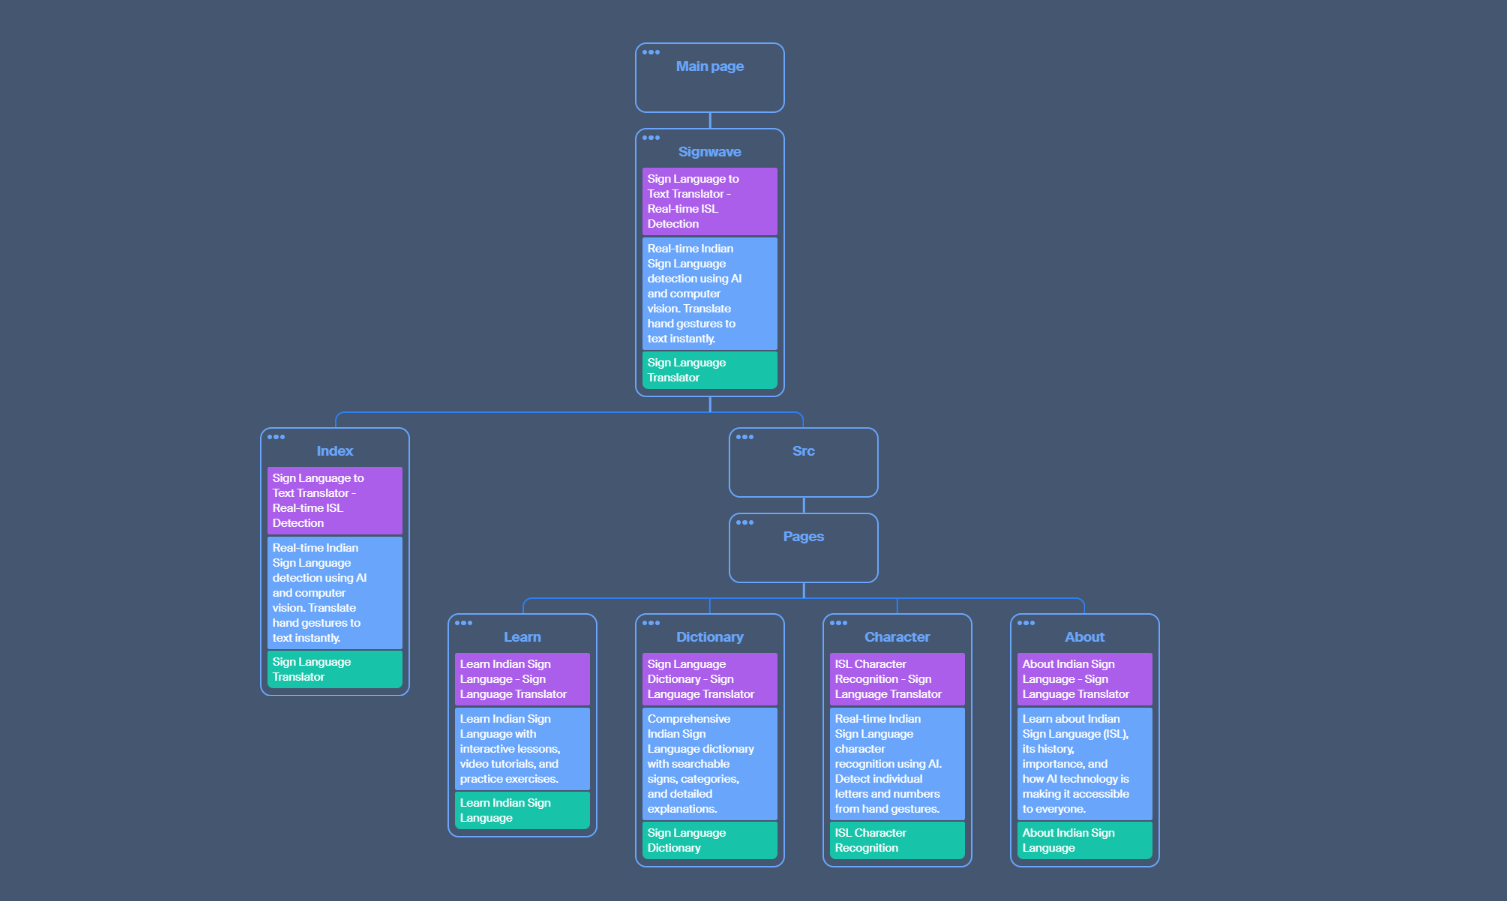 Main page
Signwave
Sign Language to
Text Translator -
Real-time ISL
Detection
Real-time Indian
Sign Language
detection using AI
and computer
vision. Translate
hand gestures to
text instantly.
Sign Language
Translator
Index
Sign Language to
Text Translator -
Real-time ISL
Detection
Real-time Indian
Sign Language
detection using AI
and computer
vision. Translate
hand gestures to
text instantly.
Sign Language
Translator
Src
Pages
Learn
Learn Indian Sign
Language - Sign
Language Translator
Learn Indian Sign
Language with
interactive lessons,
video tutorials, and
practice exercises.
Learn Indian Sign
Language
Dictionary
Sign Language
Dictionary - Sign
Language Translator
Comprehensive
Indian Sign
Language dictionary
with searchable
signs, categories,
and detailed
explanations.
Sign Language
Dictionary
Character
ISL Character
Recognition - Sign
Language Translator
Real-time Indian
Sign Language
character
recognition using AI.
Detect individual
letters and numbers
from hand gestures.
ISL Character
Recognition
About
About Indian Sign
Language - Sign
Language Translator
Learn about Indian
Sign Language (ISL),
its history,
importance, and
how AI technology is
making it accessible
to everyone.
About Indian Sign
Language